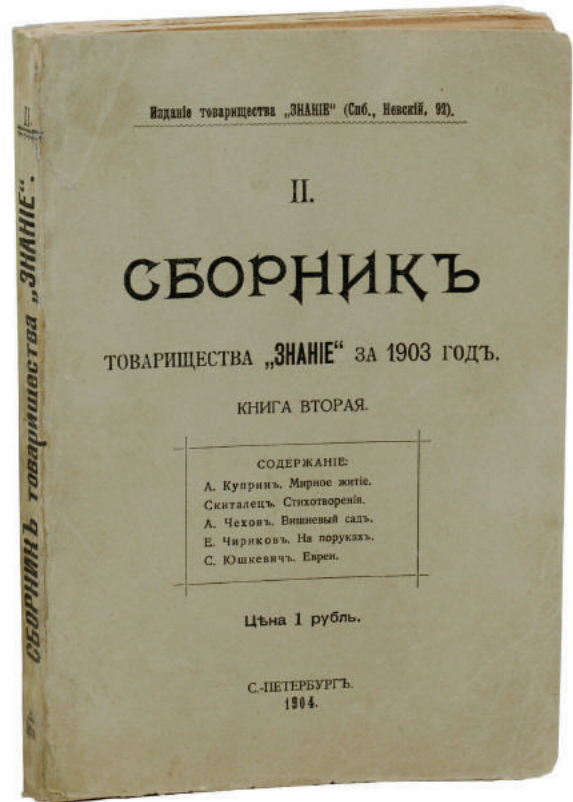 Изданіе товарищества „ЗНАНІЕ“ (Спб., Невскій, 92).
II.
СБОРНИКЪ
ТОВАРИЩЕСТВА „ЗНАНІЕ“ ЗА 1903 ГОДЪ.
КНИГА ВТОРАЯ.
СОДЕРЖАНІЕ:
А. Купринъ. Мирное житіе.
Скиталецъ. Стихотворенія.
А. Чеховъ. Вишневый садъ.
Е. Чириковъ. На порукахъ.
С. Юшкевичъ. Евреи.
Цѣна 1 рубль.
С.-ПЕТЕРБУРГЪ.
1904.
II.
СБОРНИКЪ товарищества „ЗНАНІЕ“.